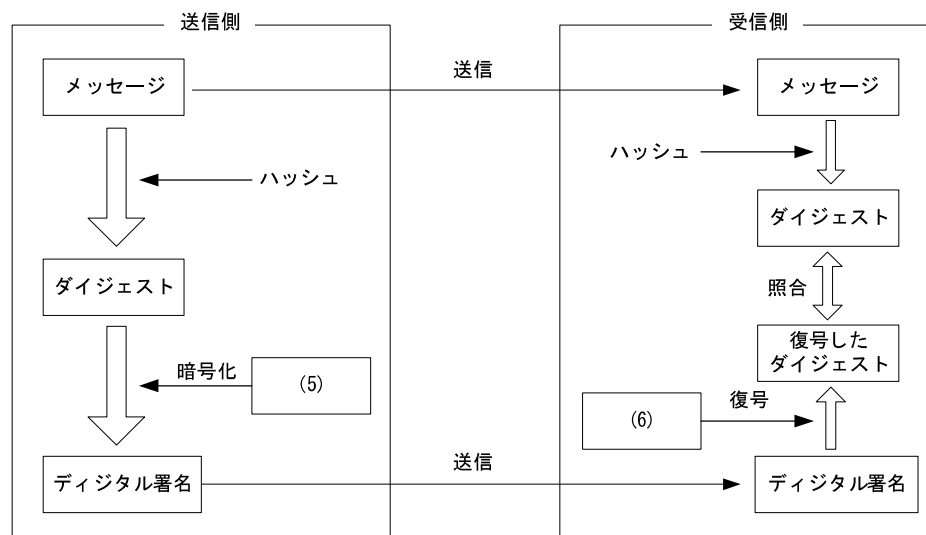 送信側
メッセージ
ハッシュ
ダイジェスト
暗号化
(5)
ディジタル署名
送信
送信
受信側
メッセージ
ハッシュ
ダイジェスト
照合
復号した
ダイジェスト
(6)
復号
ディジタル署名